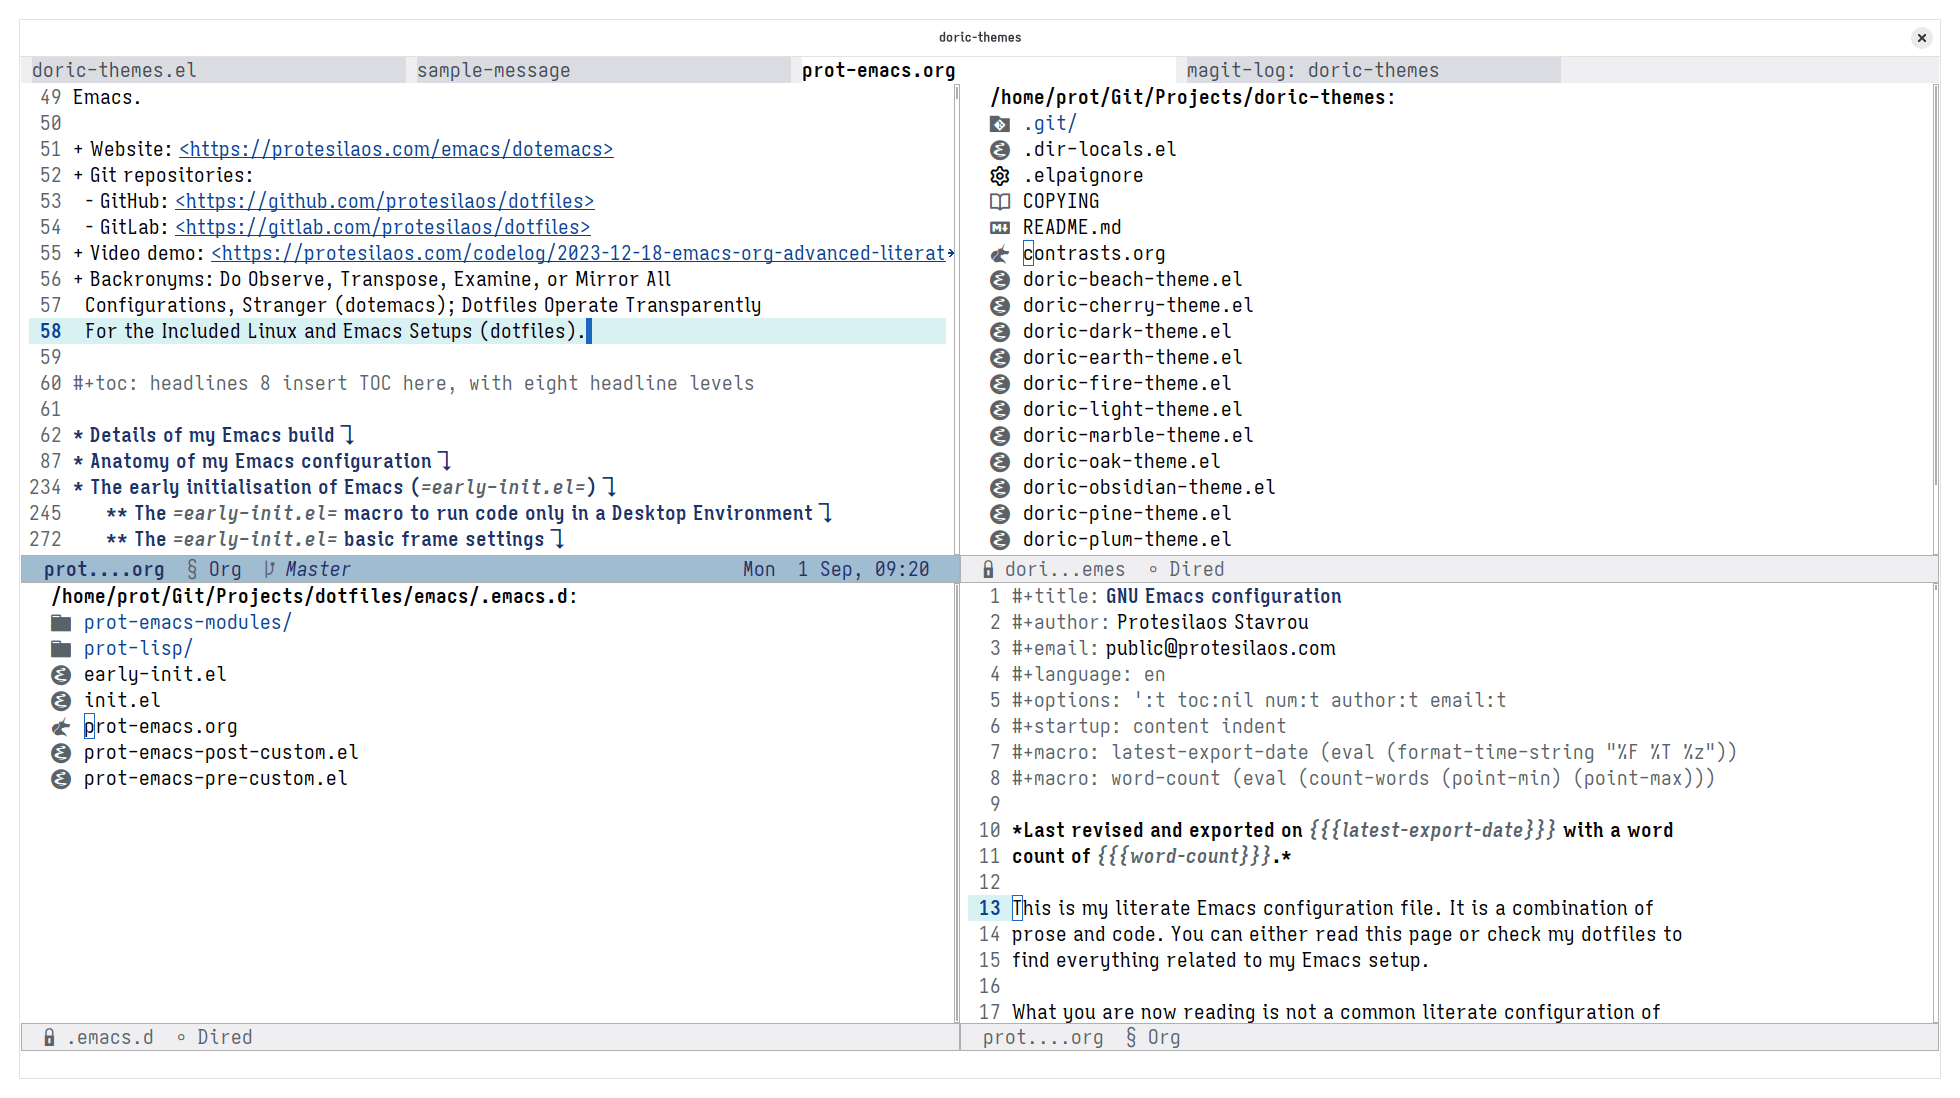 doric-themes
doric-themes.el
sample-message
prot-emacs.org
magit-log: doric-themes
49 Emacs.
50
51 + Website: <https://protesilaos.com/emacs/dotemacs>
52 + Git repositories:
53 - GitHub: <https://github.com/protesilaos/dotfiles>
54 - GitLab: <https://gitlab.com/protesilaos/dotfiles>
55 + Video demo: <https://protesilaos.com/codelog/2023-12-18-emacs-org-advanced-literat→
56 + Backronyms: Do Observe, Transpose, Examine, or Mirror All
57 Configurations, Stranger (dotemacs); Dotfiles Operate Transparently
58 For the Included Linux and Emacs Setups (dotfiles).
59
60 #+toc: headlines 8 insert TOC here, with eight headline levels
61
62 * Details of my Emacs build ⤵
87 * Anatomy of my Emacs configuration ⤵
234 * The early initialisation of Emacs (=early-init.el=) ⤵
245 ** The =early-init.el= macro to run code only in a Desktop Environment ⤵
272 ** The =early-init.el= basic frame settings ⤵
prot....org § Org Master Mon 1 Sep, 09:20
/home/prot/Git/Projects/doric-themes:
.git/
.dir-locals.el
.elpaignore
COPYING
README.md
contrasts.org
doric-beach-theme.el
doric-cherry-theme.el
doric-dark-theme.el
doric-earth-theme.el
doric-fire-theme.el
doric-light-theme.el
doric-marble-theme.el
doric-oak-theme.el
doric-obsidian-theme.el
doric-pine-theme.el
doric-plum-theme.el
dori...emes ∘ Dired
/home/prot/Git/Projects/dotfiles/emacs/.emacs.d:
prot-emacs-modules/
prot-lisp/
early-init.el
init.el
prot-emacs.org
prot-emacs-post-custom.el
prot-emacs-pre-custom.el
.emacs.d ∘ Dired
1 #+title: GNU Emacs configuration
2 #+author: Protesilaos Stavrou
3 #+email: public@protesilaos.com
4 #+language: en
5 #+options: ':t toc:nil num:t author:t email:t
6 #+startup: content indent
7 #+macro: latest-export-date (eval (format-time-string "%F %T %z"))
8 #+macro: word-count (eval (count-words (point-min) (point-max)))
9
10 *Last revised and exported on {{{latest-export-date}}} with a word
11 count of {{{word-count}}}.*
12
13 This is my literate Emacs configuration file. It is a combination of
14 prose and code. You can either read this page or check my dotfiles to
15 find everything related to my Emacs setup.
16
17 What you are now reading is not a common literate configuration of
prot....org § Org